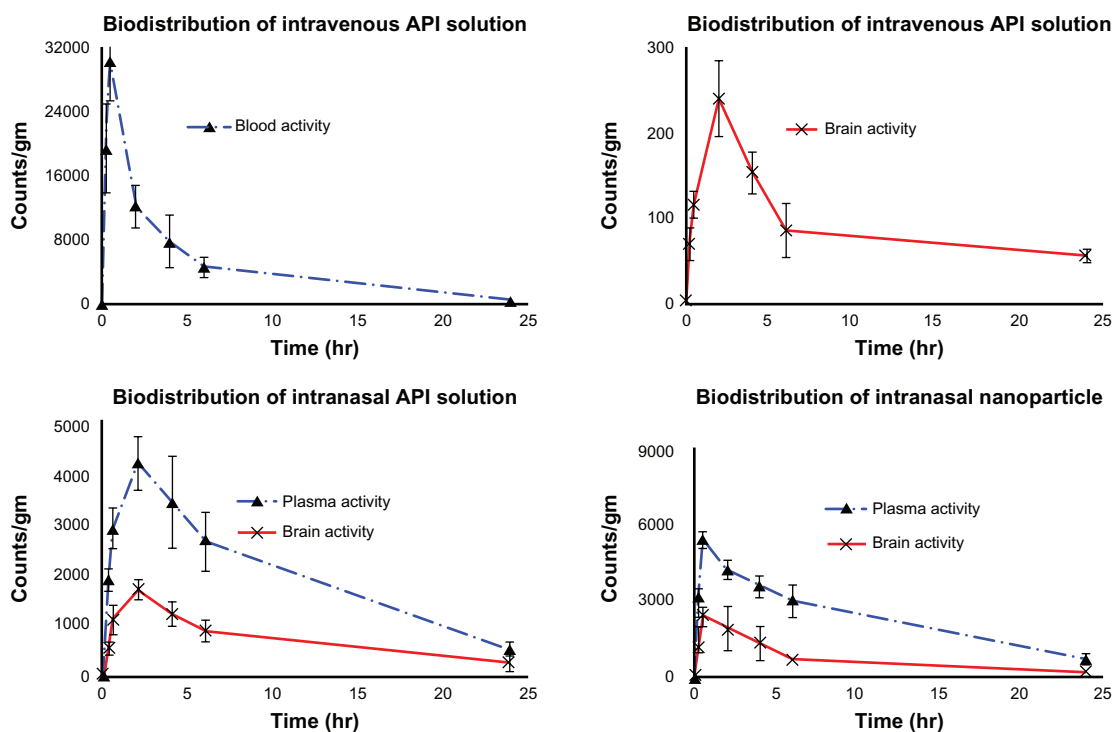 Biodistribution of intravenous API solution
32000
24000
16000
8000
0
Counts/gm
Blood activity
0 5 10 15 20 25
Time (hr)
Biodistribution of intravenous API solution
300
200
100
0
Counts/gm
Brain activity
0 5 10 15 20 25
Time (hr)
Biodistribution of intranasal API solution
5000
4000
3000
2000
1000
0
Counts/gm
Plasma activity
Brain activity
0 5 10 15 20 25
Time (hr)
Biodistribution of intranasal nanoparticle
9000
6000
3000
0
Counts/gm
Plasma activity
Brain activity
0 5 10 15 20 25
Time (hr)